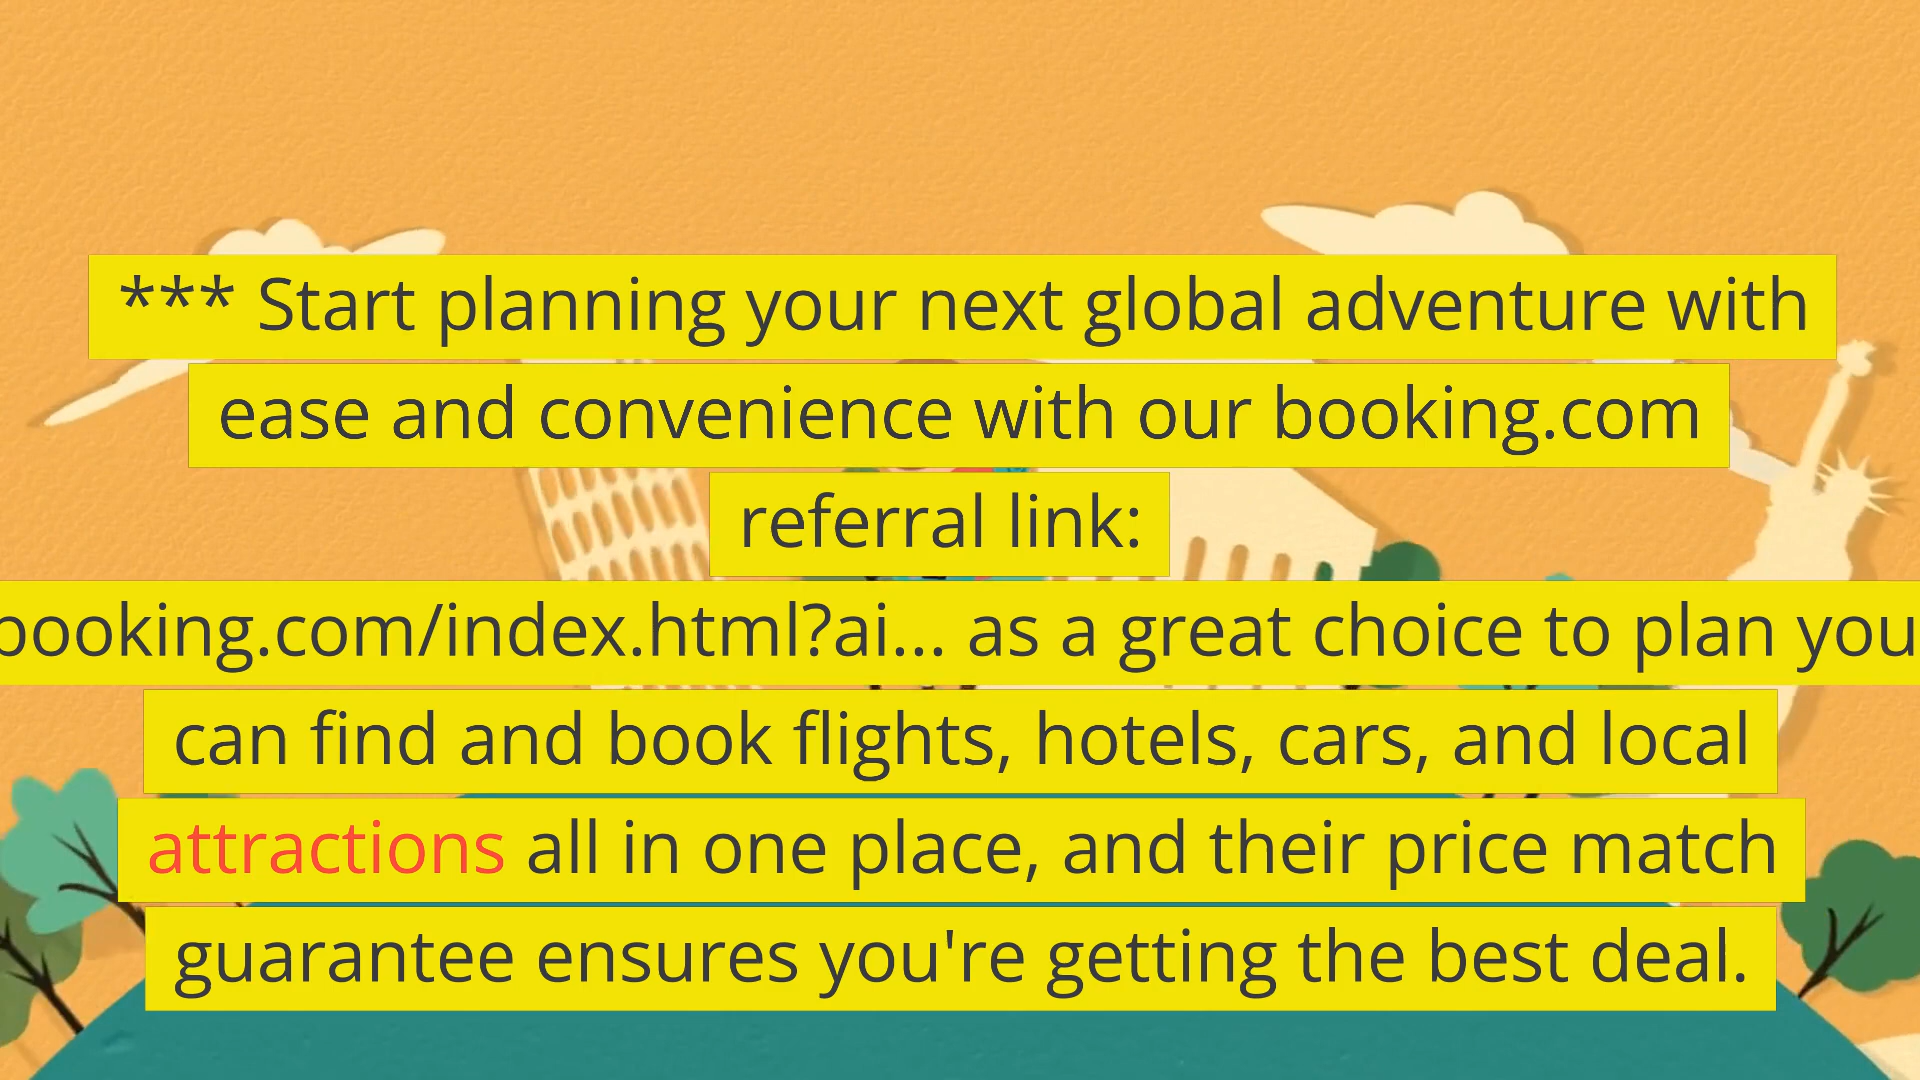 *** Start planning your next global adventure with
ease and convenience with our booking.com
referral link:
booking.com/index.html?ai... as a great choice to plan you
can find and book flights, hotels, cars, and local
attractions all in one place, and their price match
guarantee ensures you're getting the best deal.